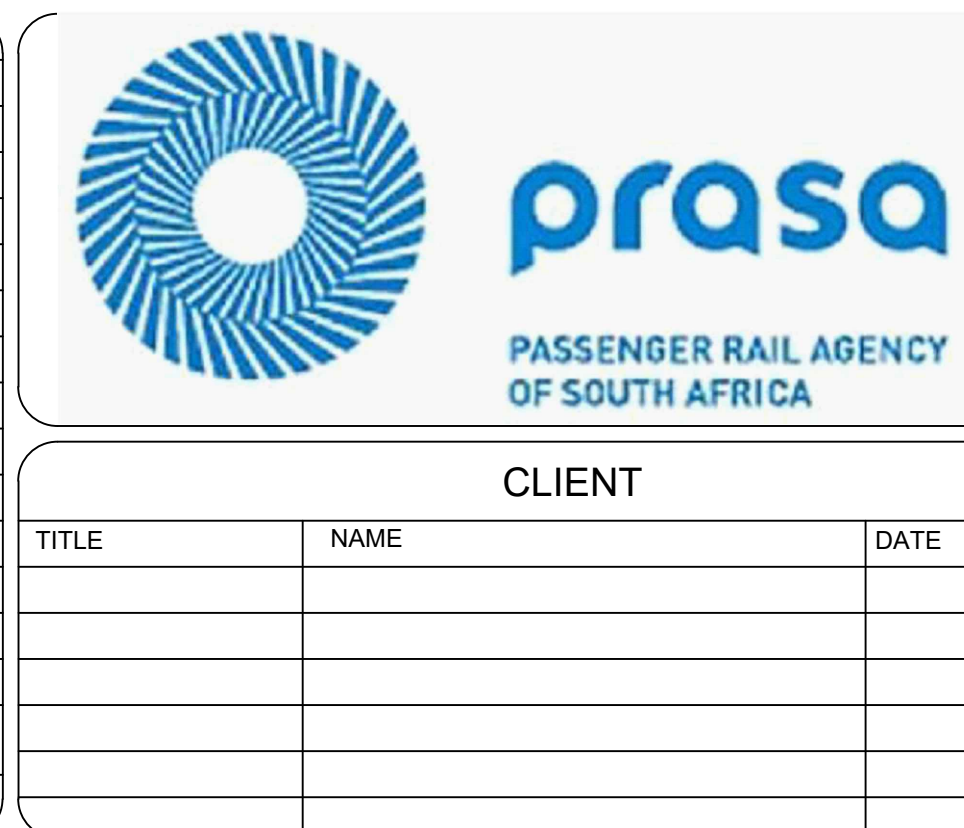 prasa
PASSENGER RAIL AGENCY
OF SOUTH AFRICA
CLIENT
TITLE NAME DATE